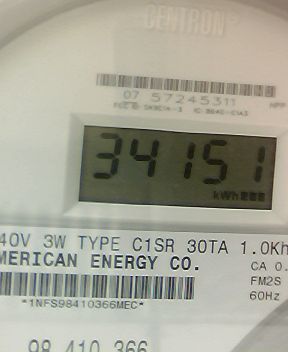 CENTRON®
07 57245311
34151
kWh
40V 3W TYPE C1SR 30TA 1.0Kh
MERICAN ENERGY CO.
CA 0.
FM2S
60Hz
*1NFS98410366MEC*
98 410 366